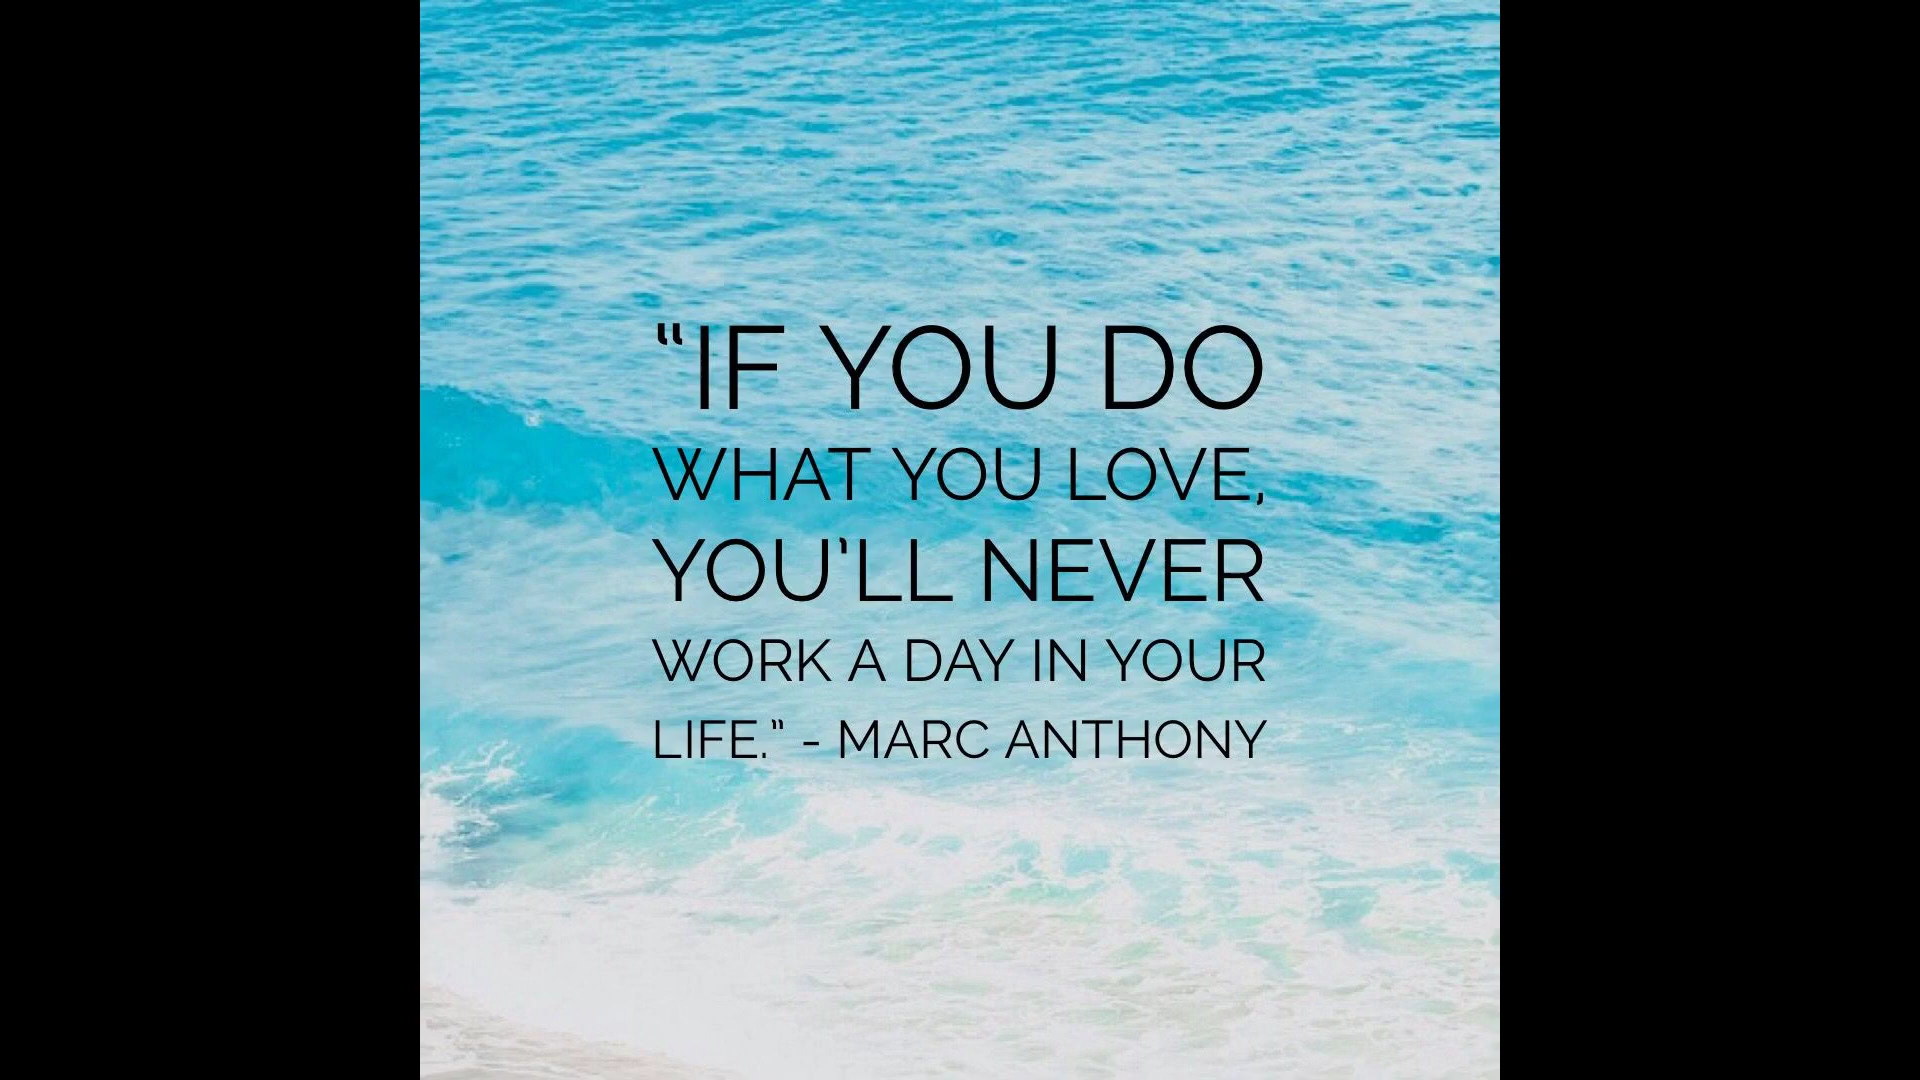 “IF YOU DO
WHAT YOU LOVE,
YOU’LL NEVER
WORK A DAY IN YOUR
LIFE.” - MARC ANTHONY